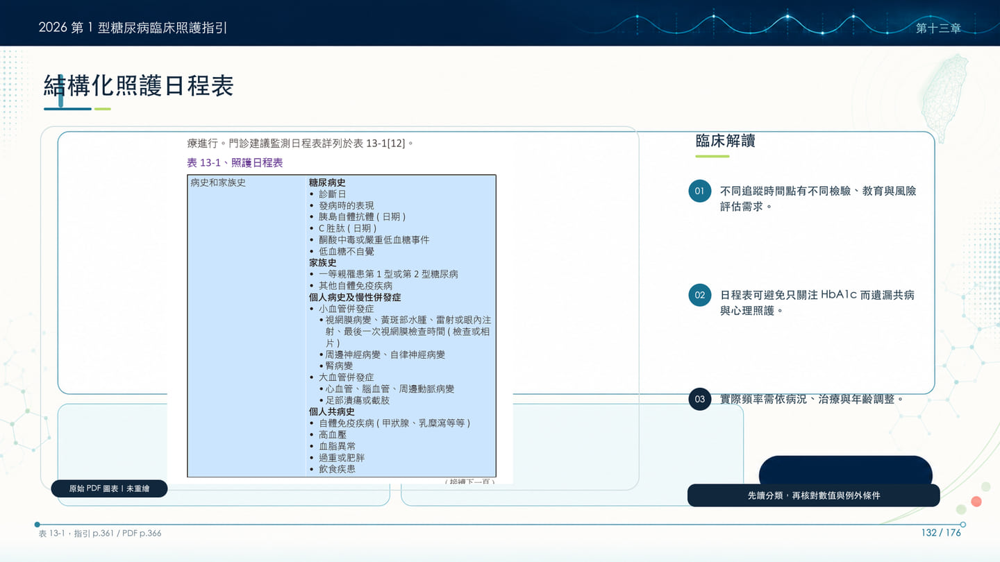 2026 第 1 型糖尿病臨床照護指引
第十三章
結構化照護日程表
療進行。門診建議監測日程表詳列於表 13-1[12]。
表 13-1、照護日程表
病史和家族史
糖尿病史
• 診斷日
• 發病時的表現
• 胰島自體抗體 ( 日期 )
• C 胜肽 ( 日期 )
• 酮酸中毒或嚴重低血糖事件
• 低血糖不自覺
家族史
• 一等親罹患第 1 型或第 2 型糖尿病
• 其他自體免疫疾病
個人病史及慢性併發症
• 小血管併發症
• 視網膜病變、黃斑部水腫、雷射或眼內注
射、最後一次視網膜檢查時間 ( 檢查或相
片 )
• 周邊神經病變、自律神經病變
• 腎病變
• 大血管併發症
• 心血管、腦血管、周邊動脈病變
• 足部潰瘍或截肢
個人共病史
• 自體免疫疾病 ( 甲狀腺、乳糜瀉等等 )
• 高血壓
• 血脂異常
• 過重或肥胖
• 飲食疾患
( 接續下一頁 )
原始 PDF 圖表｜未重繪
臨床解讀
01 不同追蹤時間點有不同檢驗、教育與風險
評估需求。
02 日程表可避免只關注 HbA1c 而遺漏共病
與心理照護。
03 實際頻率需依病況、治療與年齡調整。
先讀分類，再核對數值與例外條件
表 13-1，指引 p.361 / PDF p.366
132 / 176